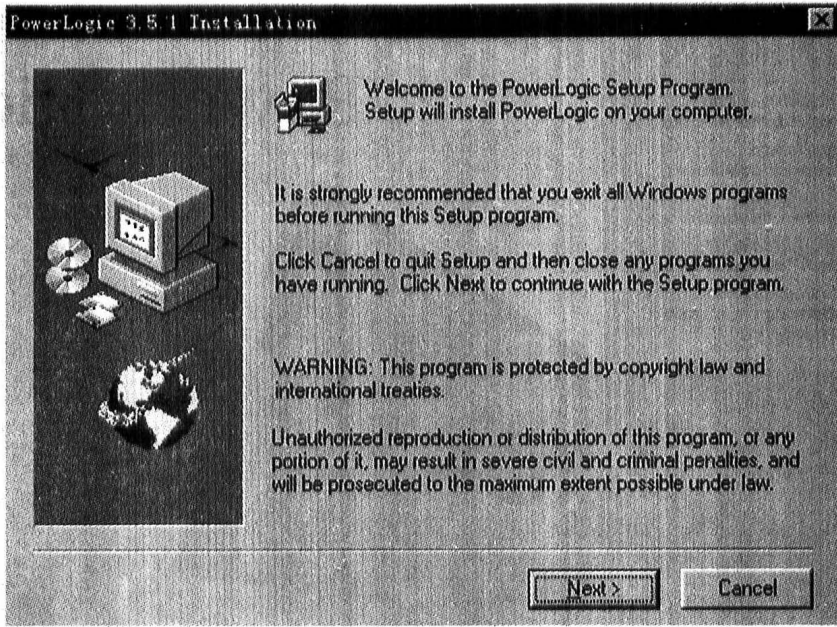 PowerLogic 3.5.1 Installation
Welcome to the PowerLogic Setup Program.
Setup will install PowerLogic on your computer.
It is strongly recommended that you exit all Windows programs
before running this Setup program.
Click Cancel to quit Setup and then close any programs you
have running. Click Next to continue with the Setup program.
WARNING: This program is protected by copyright law and
international treaties.
Unauthorized reproduction or distribution of this program, or any
portion of it, may result in severe civil and criminal penalties, and
will be prosecuted to the maximum extent possible under law.
Next >
Cancel